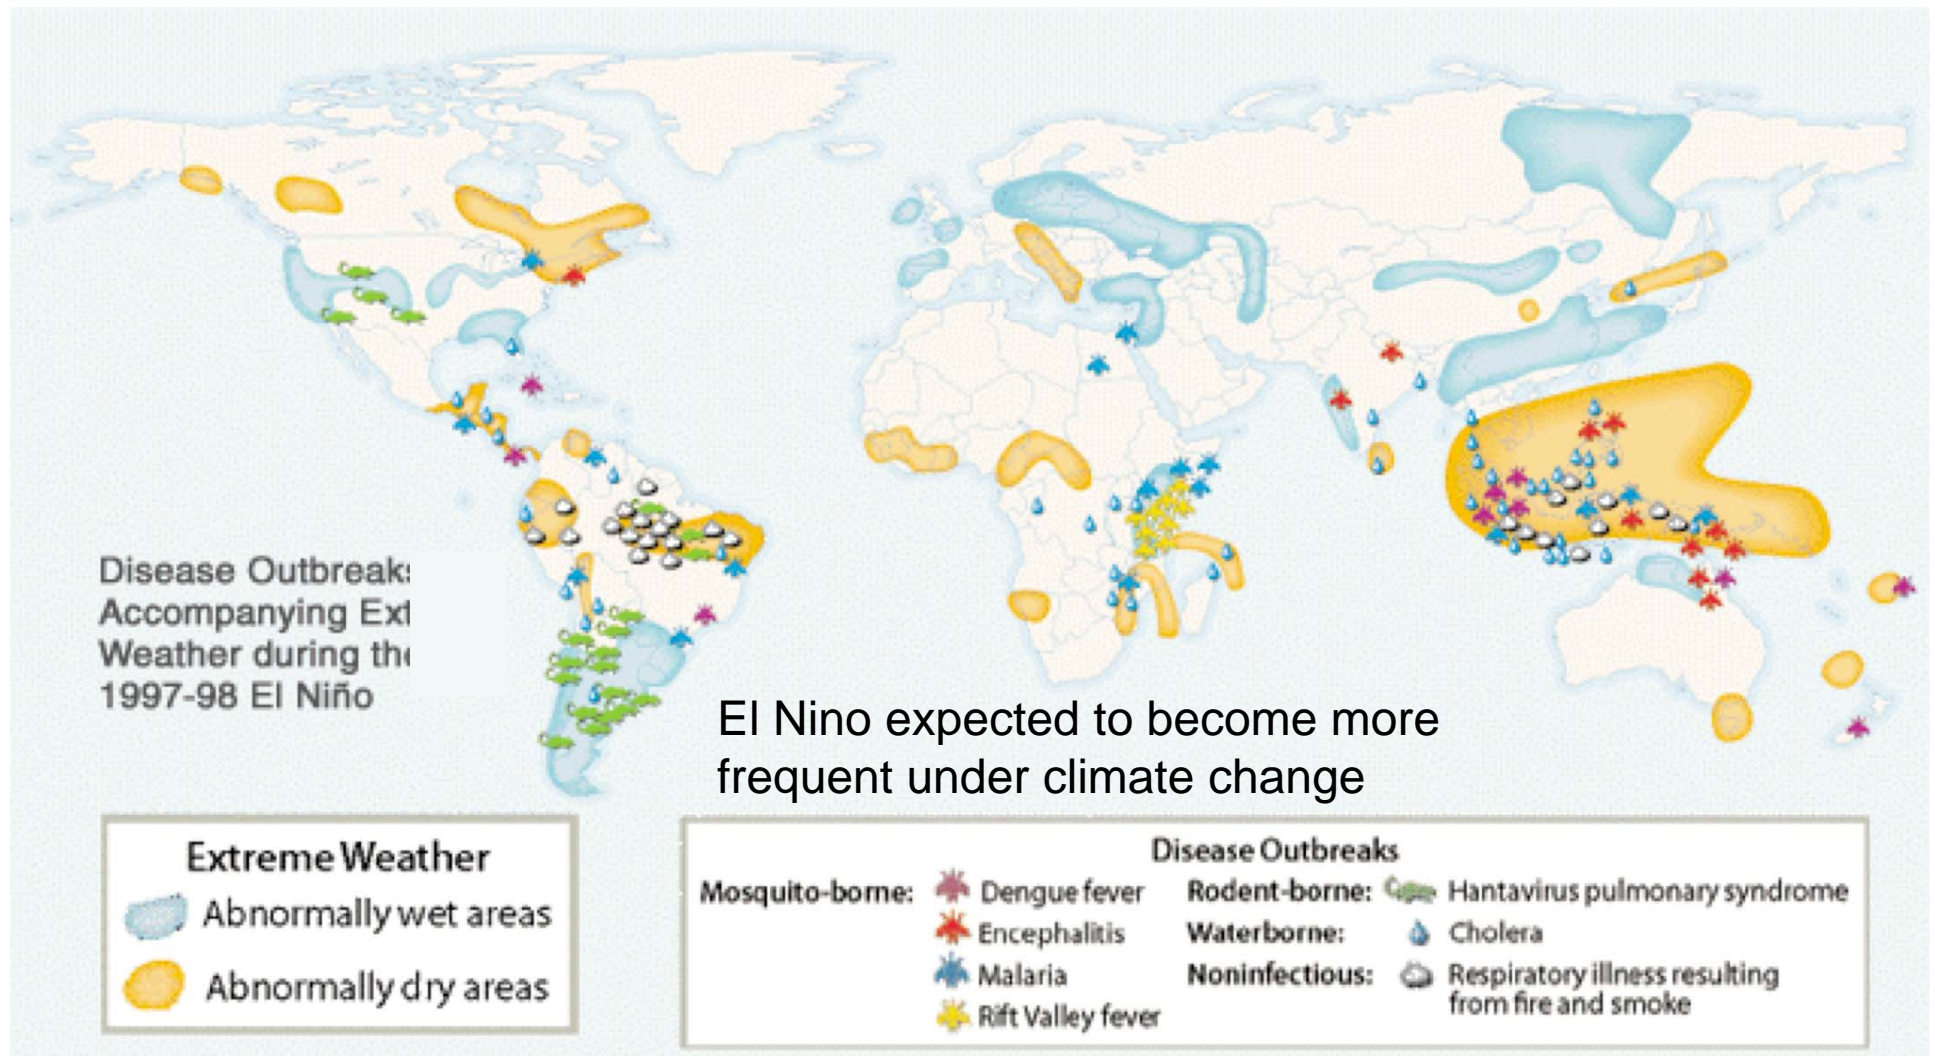 Disease Outbreak
Accompanying Ext
Weather during the
1997-98 El Niño
El Nino expected to become more
frequent under climate change
Extreme Weather
Abnormally wet areas
Abnormally dry areas
Disease Outbreaks
Mosquito-borne:
Dengue fever
Encephalitis
Malaria
Rift Valley fever
Rodent-borne:
Hantavirus pulmonary syndrome
Waterborne:
Cholera
Noninfectious:
Respiratory illness resulting
from fire and smoke